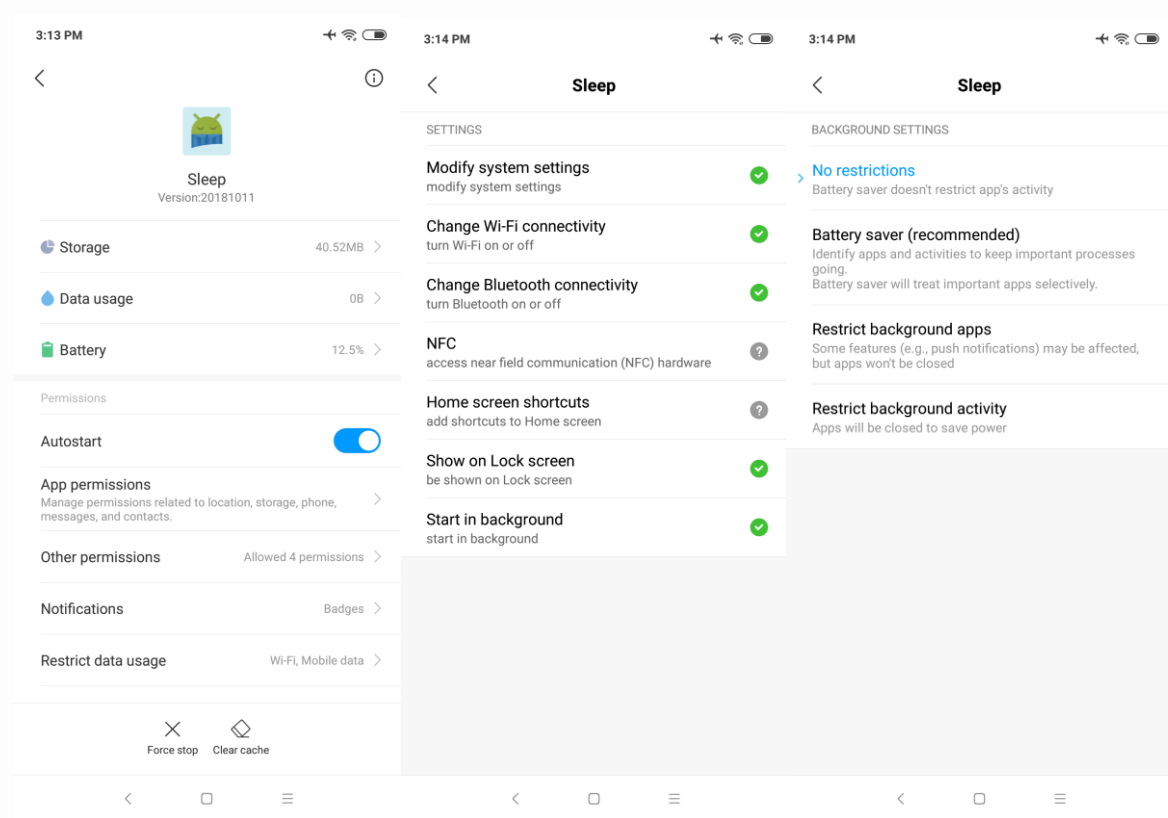 3:13 PM
Sleep
Version:20181011
Storage 40.52MB
Data usage 0B
Battery 12.5%
Permissions
Autostart
App permissions
Manage permissions related to location, storage, phone,
messages, and contacts.
Other permissions Allowed 4 permissions
Notifications Badges
Restrict data usage Wi-Fi, Mobile data
Force stop Clear cache
3:14 PM
Sleep
SETTINGS
Modify system settings
modify system settings
Change Wi-Fi connectivity
turn Wi-Fi on or off
Change Bluetooth connectivity
turn Bluetooth on or off
NFC
access near field communication (NFC) hardware
Home screen shortcuts
add shortcuts to Home screen
Show on Lock screen
be shown on Lock screen
Start in background
start in background
3:14 PM
Sleep
BACKGROUND SETTINGS
No restrictions
Battery saver doesn't restrict app's activity
Battery saver (recommended)
Identify apps and activities to keep important processes
going.
Battery saver will treat important apps selectively.
Restrict background apps
Some features (e.g., push notifications) may be affected,
but apps won't be closed
Restrict background activity
Apps will be closed to save power